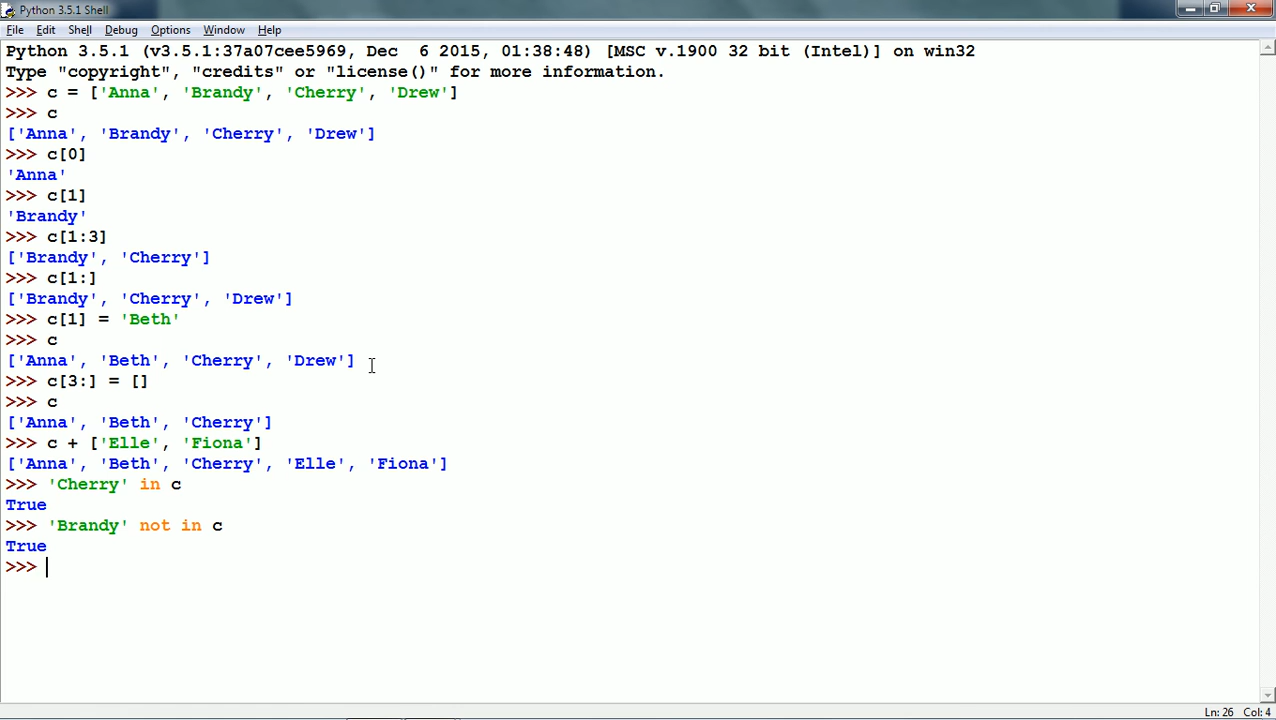 Python 3.5.1 Shell
File Edit Shell Debug Options Window Help
Python 3.5.1 (v3.5.1:37a07cee5969, Dec  6 2015, 01:38:48) [MSC v.1900 32 bit (Intel)] on win32
Type "copyright", "credits" or "license()" for more information.
>>> c = ['Anna', 'Brandy', 'Cherry', 'Drew']
>>> c
['Anna', 'Brandy', 'Cherry', 'Drew']
>>> c[0]
'Anna'
>>> c[1]
'Brandy'
>>> c[1:3]
['Brandy', 'Cherry']
>>> c[1:]
['Brandy', 'Cherry', 'Drew']
>>> c[1] = 'Beth'
>>> c
['Anna', 'Beth', 'Cherry', 'Drew']
>>> c[3:] = []
>>> c
['Anna', 'Beth', 'Cherry']
>>> c + ['Elle', 'Fiona']
['Anna', 'Beth', 'Cherry', 'Elle', 'Fiona']
>>> 'Cherry' in c
True
>>> 'Brandy' not in c
True
>>>
Ln: 26 Col: 4